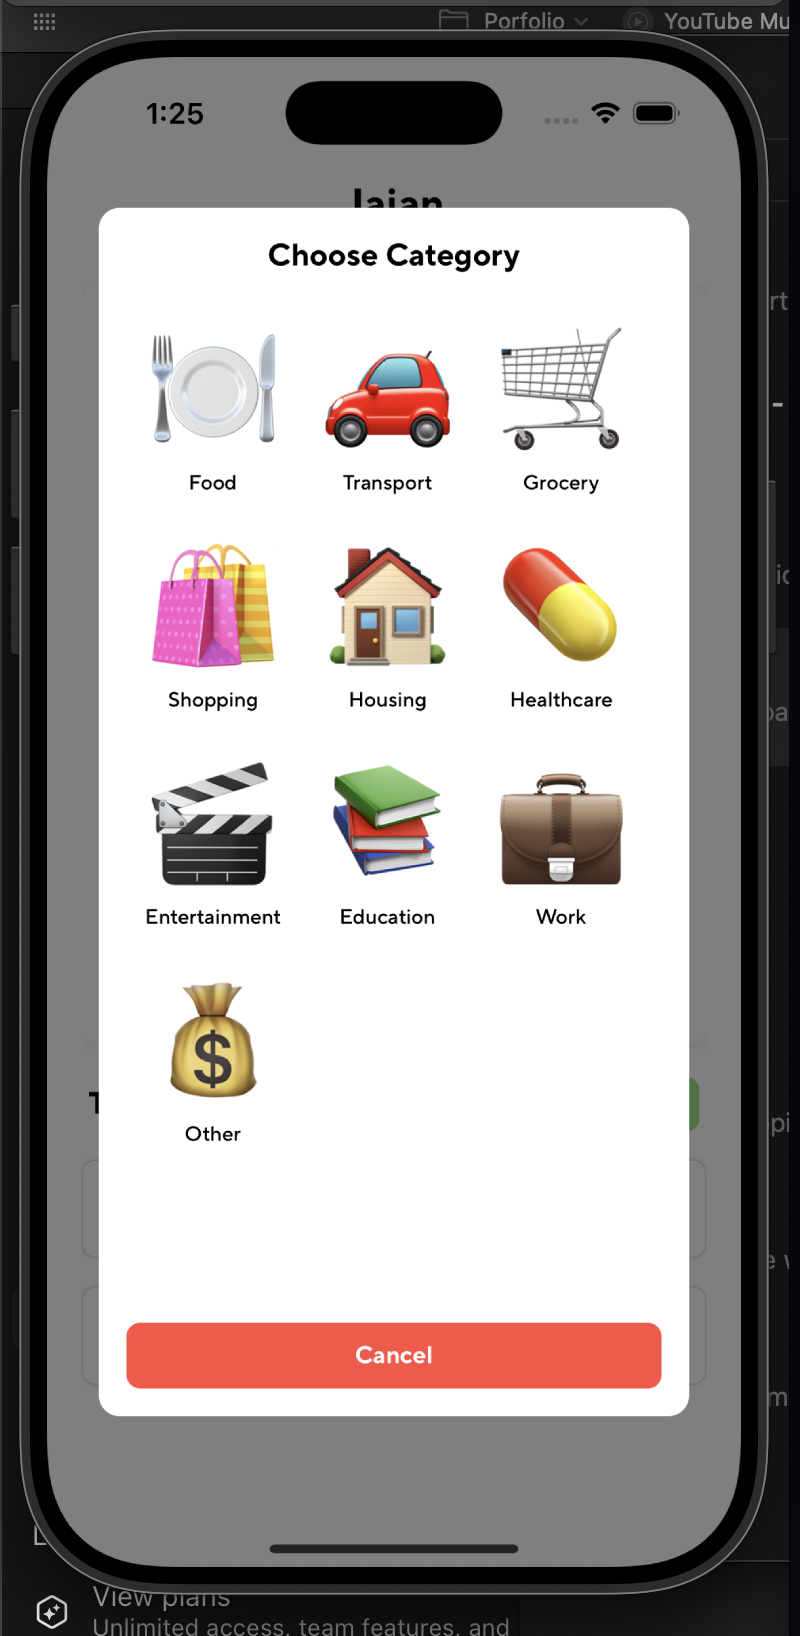 Porfolio
YouTube Mu
1:25
Jajan
Choose Category
Food
Transport
Grocery
Shopping
Housing
Healthcare
Entertainment
Education
Work
$
Other
Cancel
View plans
Unlimited access, team features, and